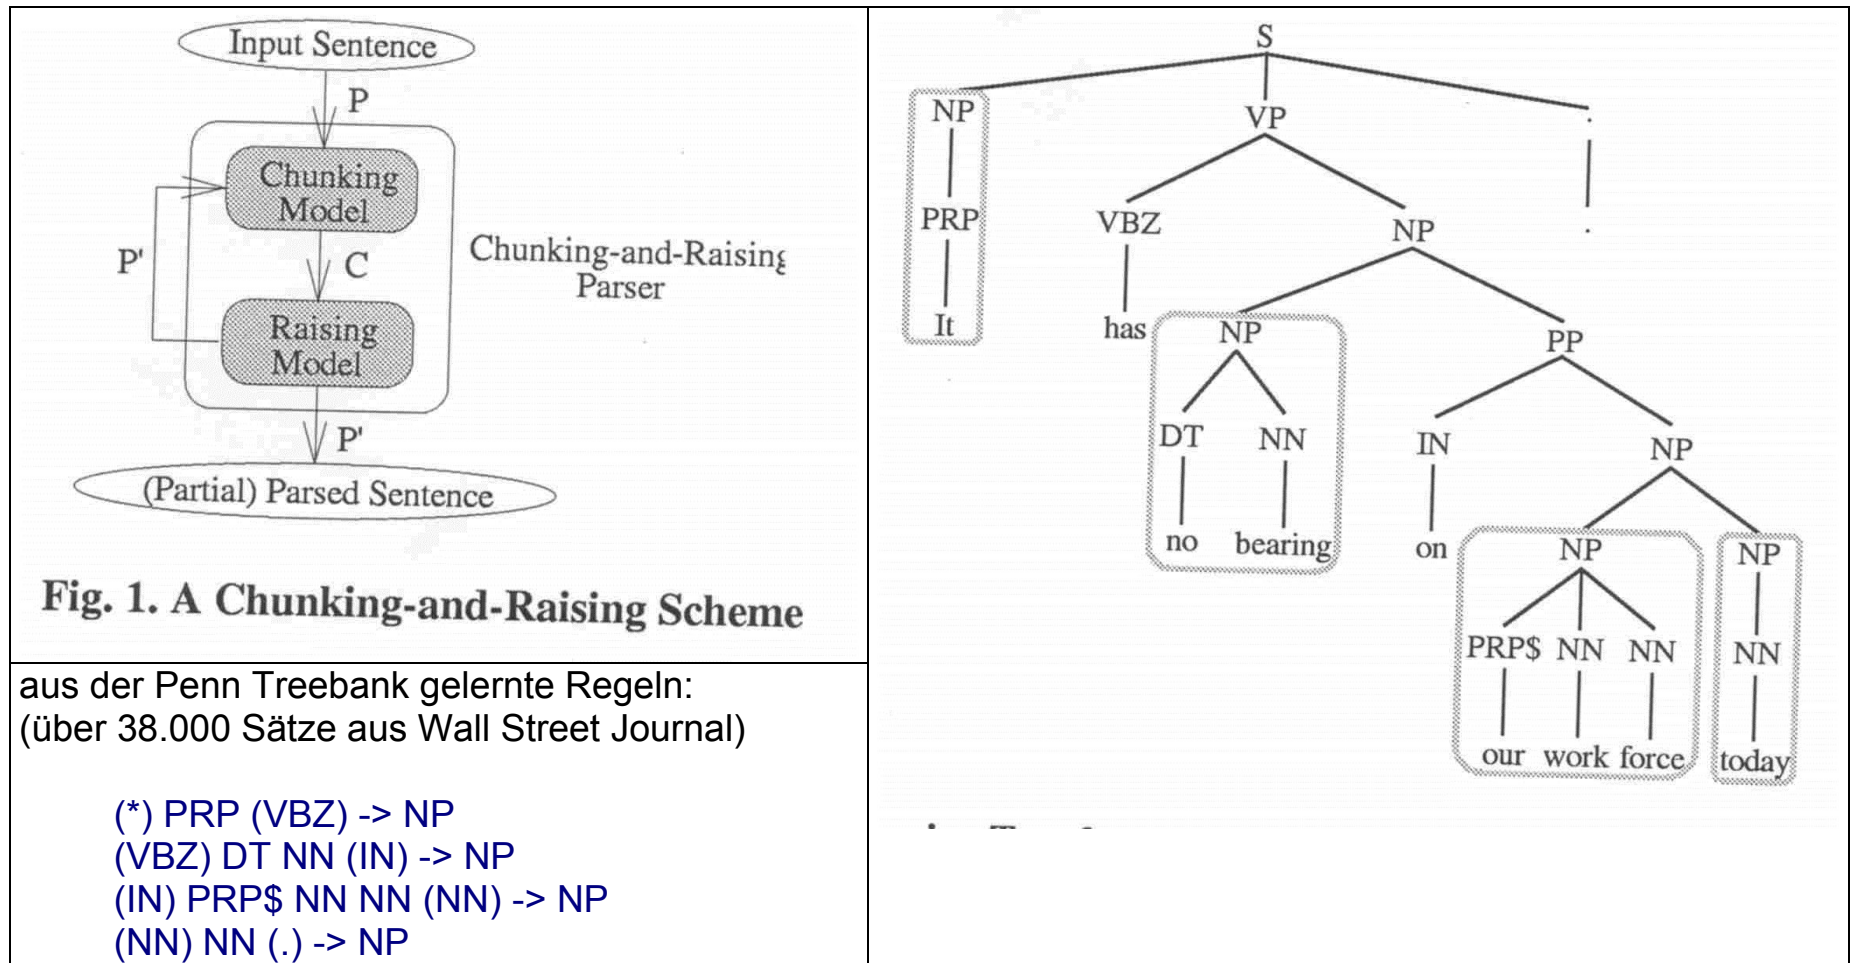 Input Sentence
P
Chunking
Model
P'
C
Chunking-and-Raising
Parser
Raising
Model
P'
(Partial) Parsed Sentence
Fig. 1. A Chunking-and-Raising Scheme
aus der Penn Treebank gelernte Regeln:
(über 38.000 Sätze aus Wall Street Journal)
(*) PRP (VBZ) -> NP
(VBZ) DT NN (IN) -> NP
(IN) PRP$ NN NN (NN) -> NP
(NN) NN (.) -> NP
S
NP VP .
PRP VBZ NP .
It has NP PP
DT NN IN NP
no bearing on NP NP
PRP$ NN NN NN
our work force today